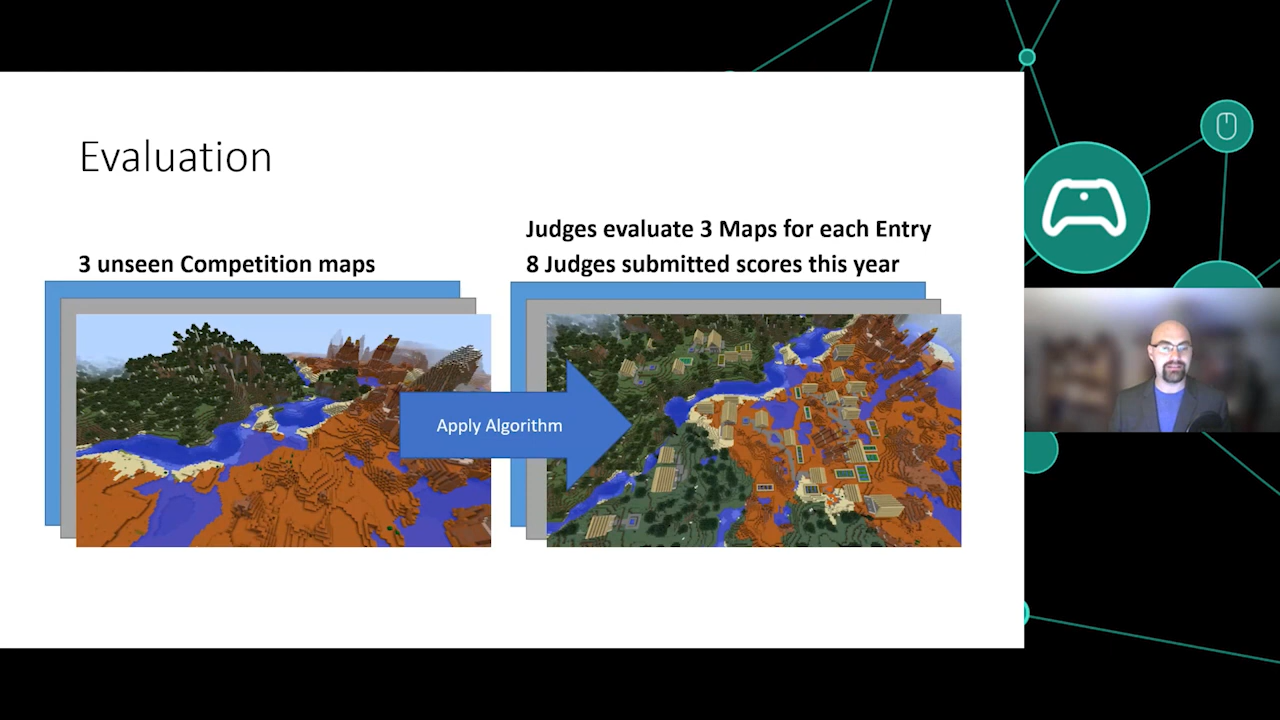 Evaluation
3 unseen Competition maps
Judges evaluate 3 Maps for each Entry
8 Judges submitted scores this year
Apply Algorithm